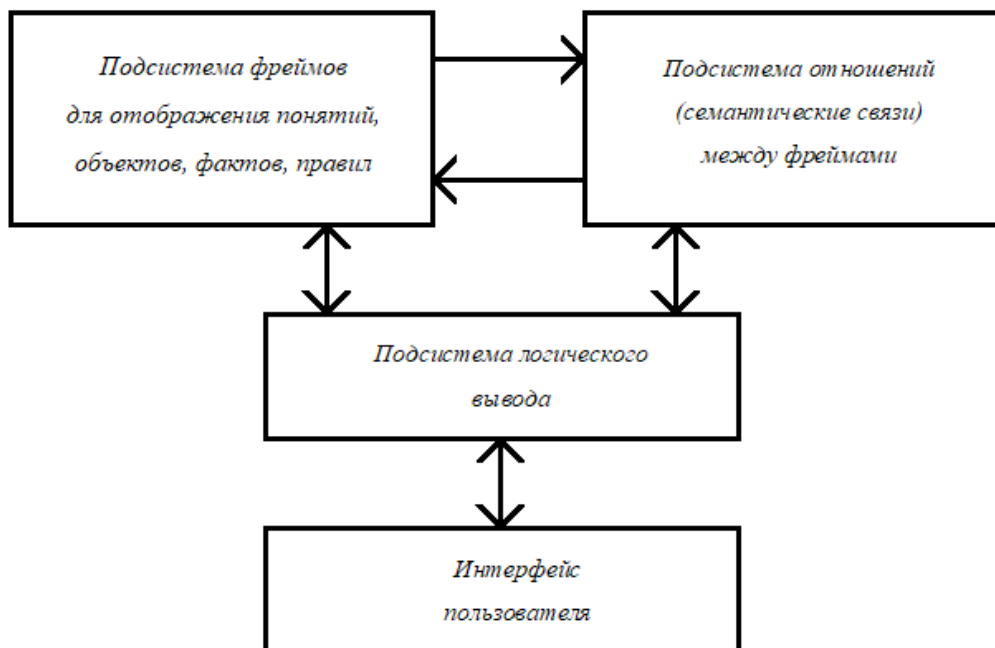 Подсистема фреймов
для отображения понятий,
объектов, фактов, правил
Подсистема отношений
(семантические связи)
между фреймами
Подсистема логического
вывода
Интерфейс
пользователя